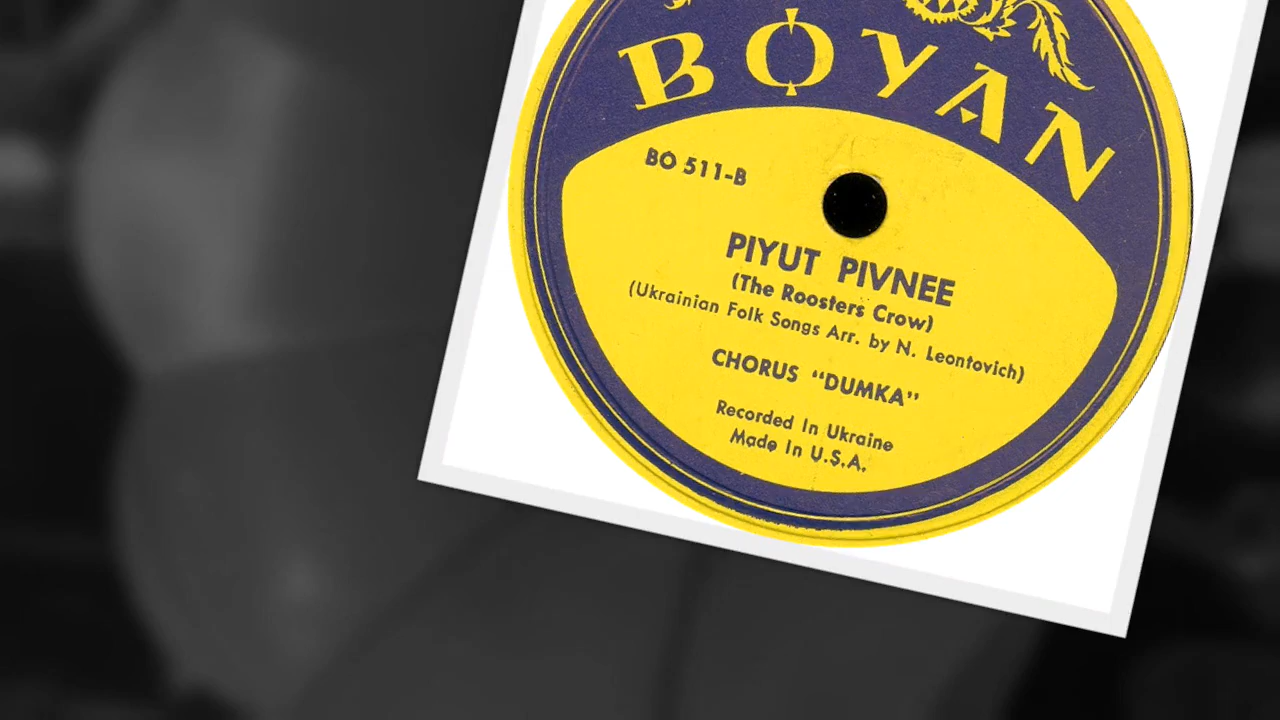 BOYAN
BO 511-B
PIYUT PIVNEE
(The Roosters Crow)
(Ukrainian Folk Songs Arr. by N. Leontovich)
CHORUS “DUMKA”
Recorded In Ukraine
Made In U.S.A.